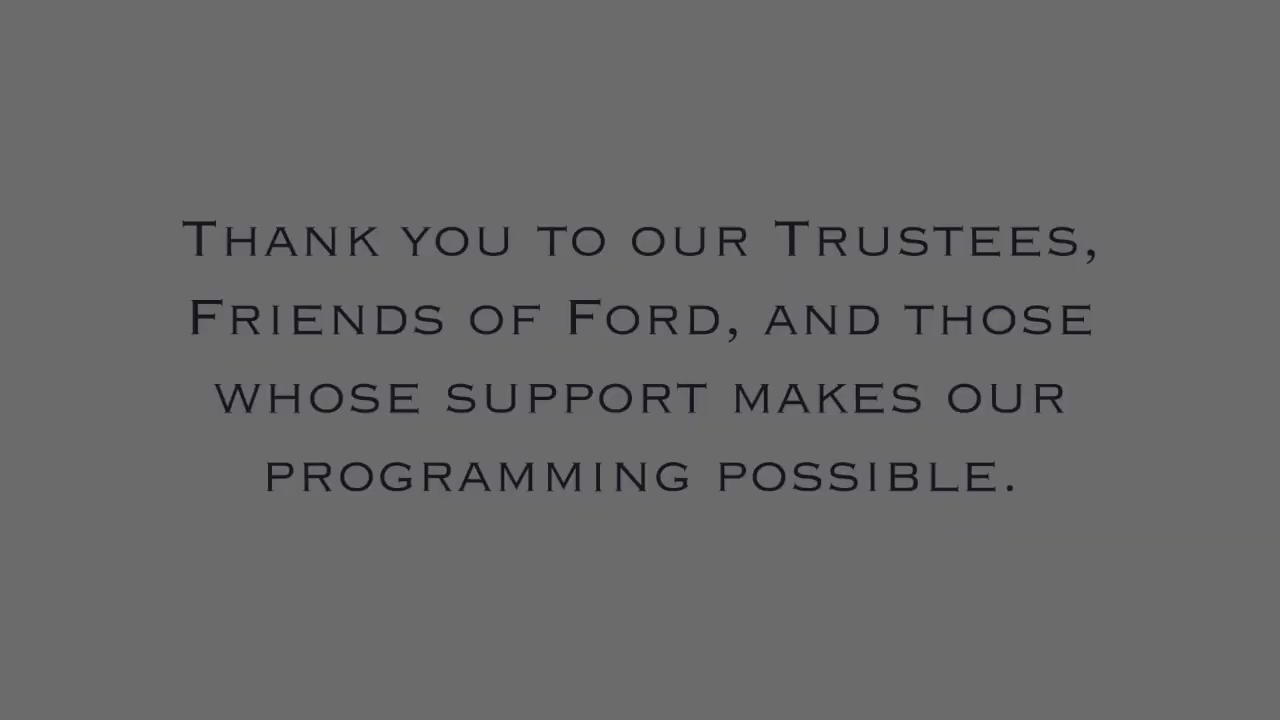 Thank you to our Trustees,
Friends of Ford, and those
whose support makes our
programming possible.